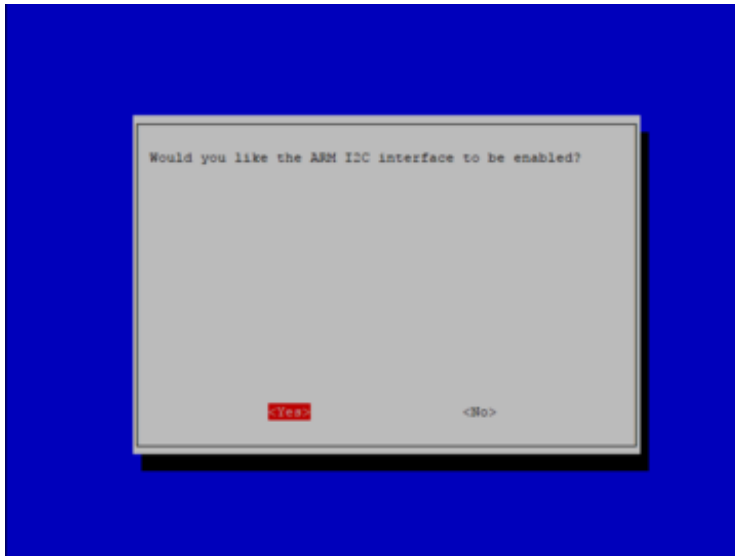 Would you like the ARM I2C interface to be enabled?
<Yes> <No>